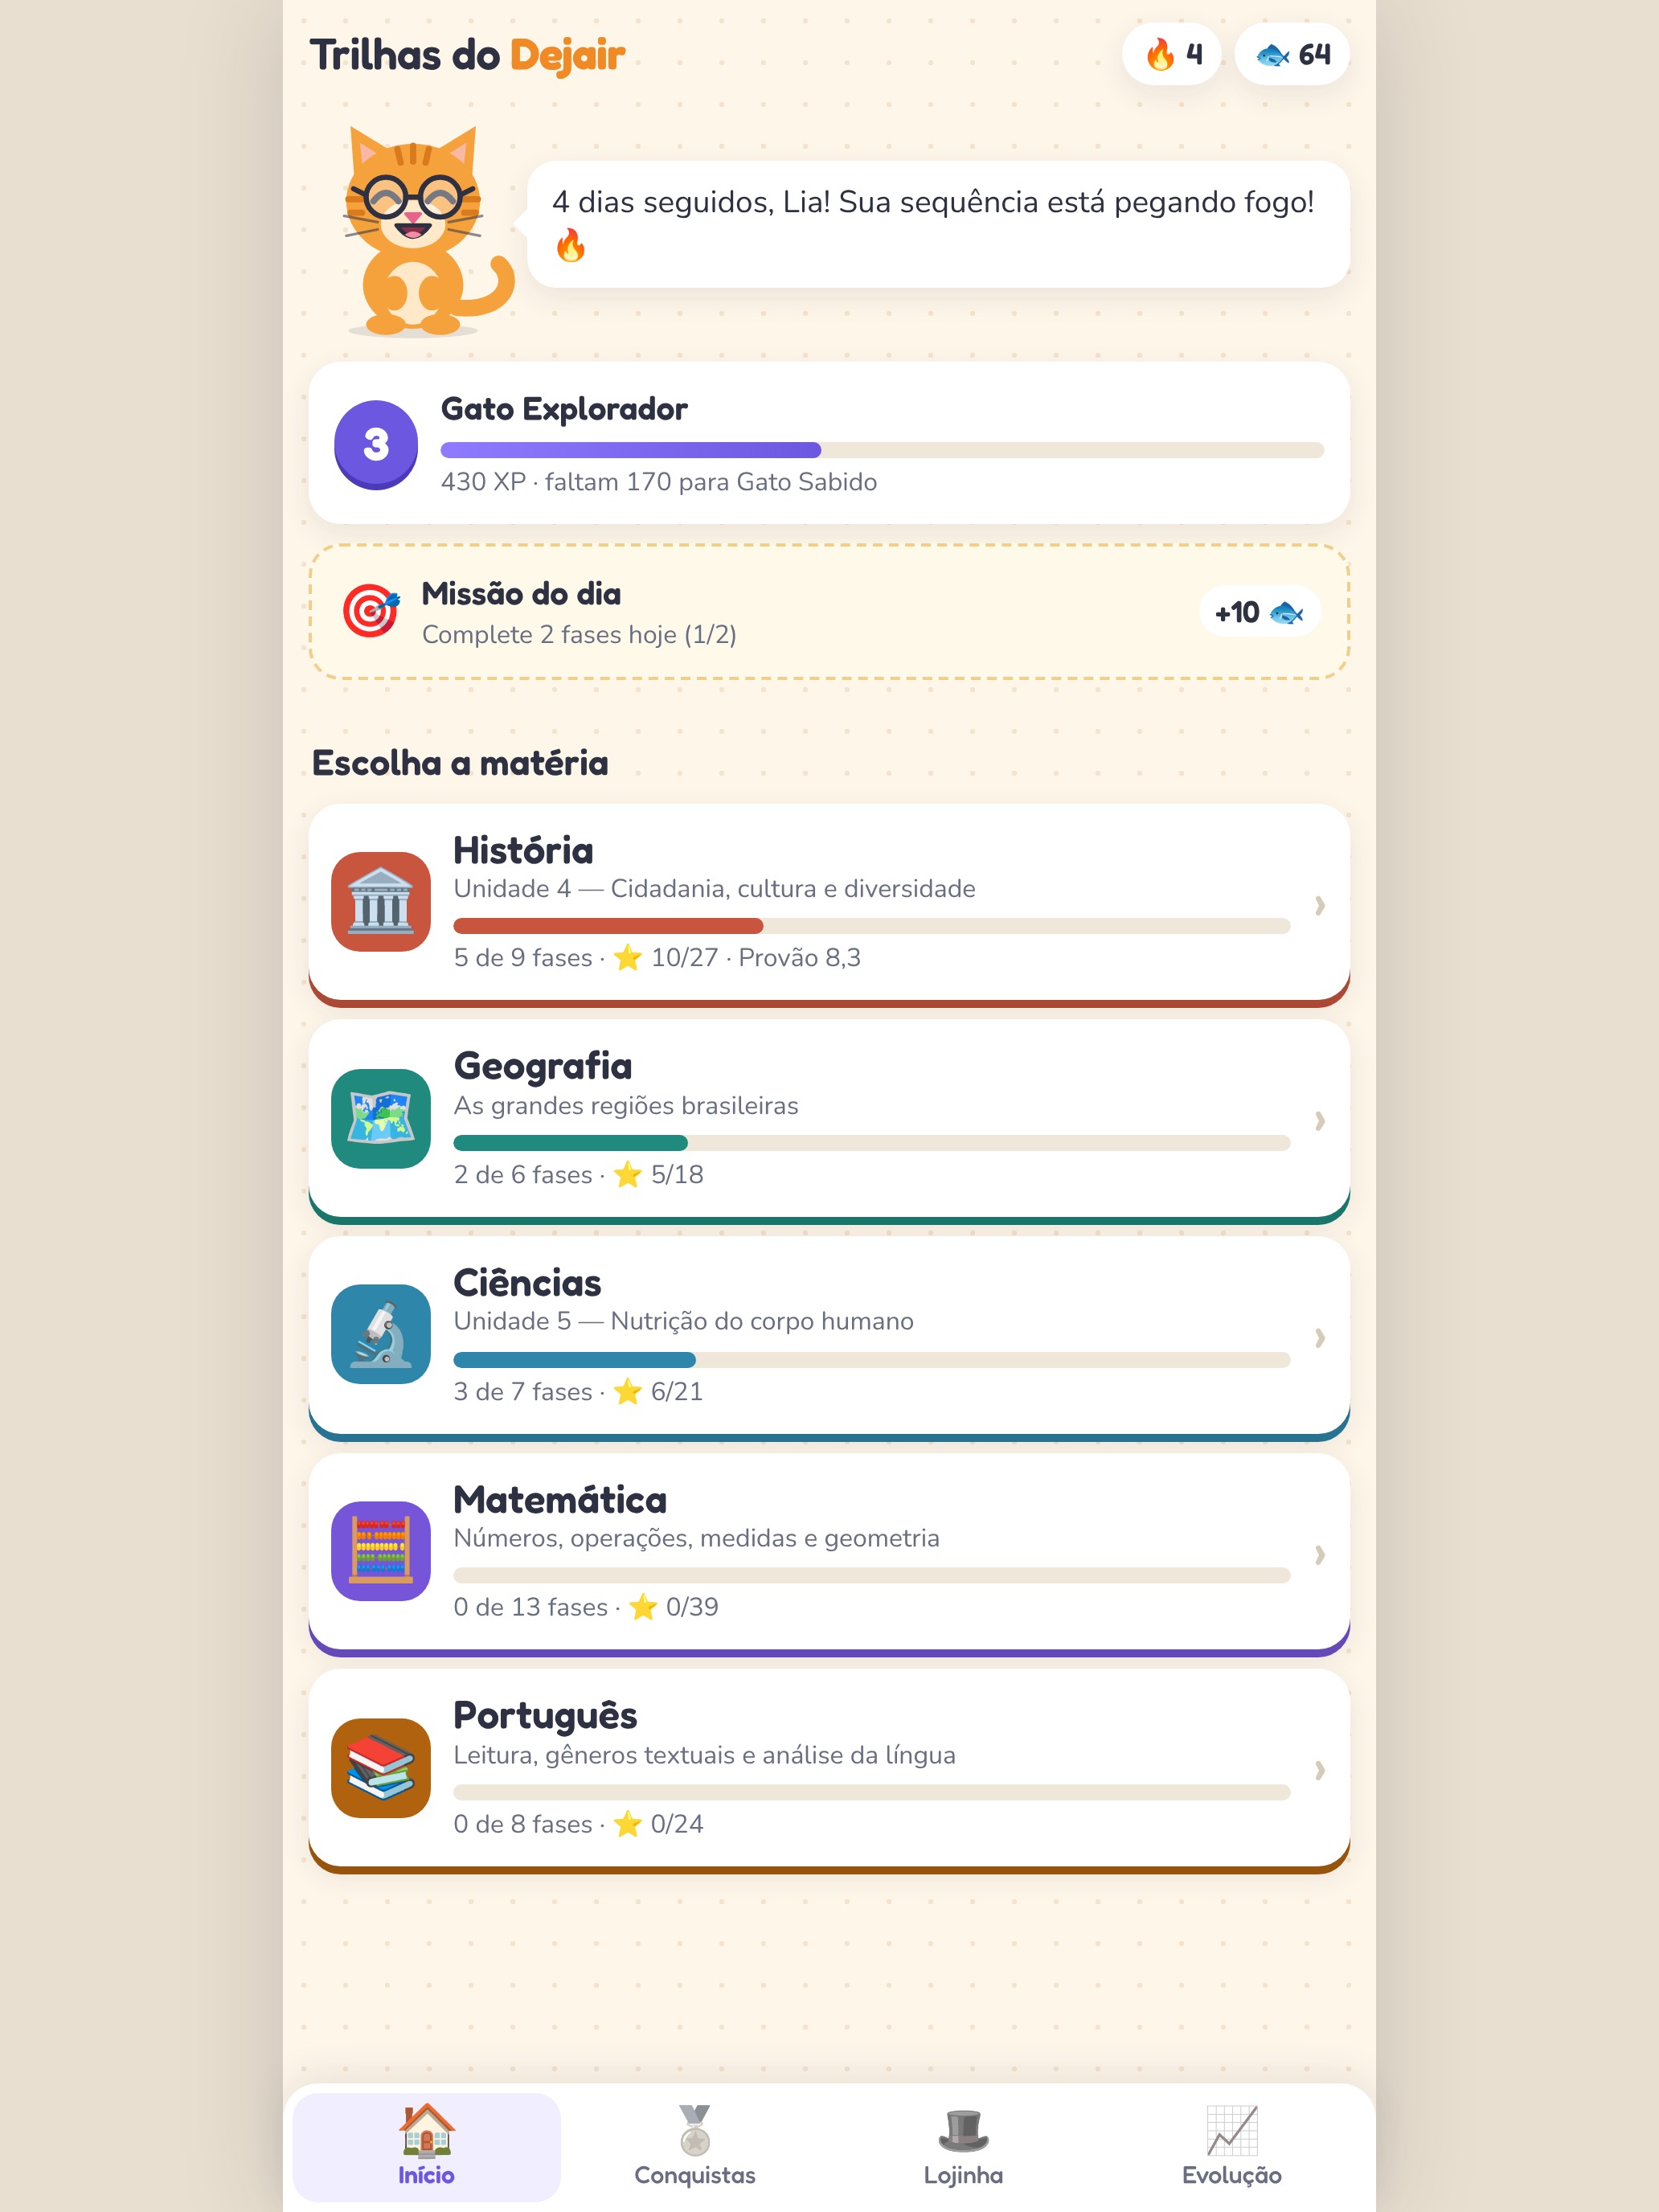 Trilhas do Dejair
🔥 4
🐟 64
4 dias seguidos, Lia! Sua sequência está pegando fogo!
🔥
3
Gato Explorador
430 XP · faltam 170 para Gato Sabido
Missão do dia
Complete 2 fases hoje (1/2)
+10 🐟
Escolha a matéria
História
Unidade 4 — Cidadania, cultura e diversidade
5 de 9 fases · ⭐ 10/27 · Provão 8,3
›
Geografia
As grandes regiões brasileiras
2 de 6 fases · ⭐ 5/18
›
Ciências
Unidade 5 — Nutrição do corpo humano
3 de 7 fases · ⭐ 6/21
›
Matemática
Números, operações, medidas e geometria
0 de 13 fases · ⭐ 0/39
›
Português
Leitura, gêneros textuais e análise da língua
0 de 8 fases · ⭐ 0/24
›
Início
Conquistas
Lojinha
Evolução